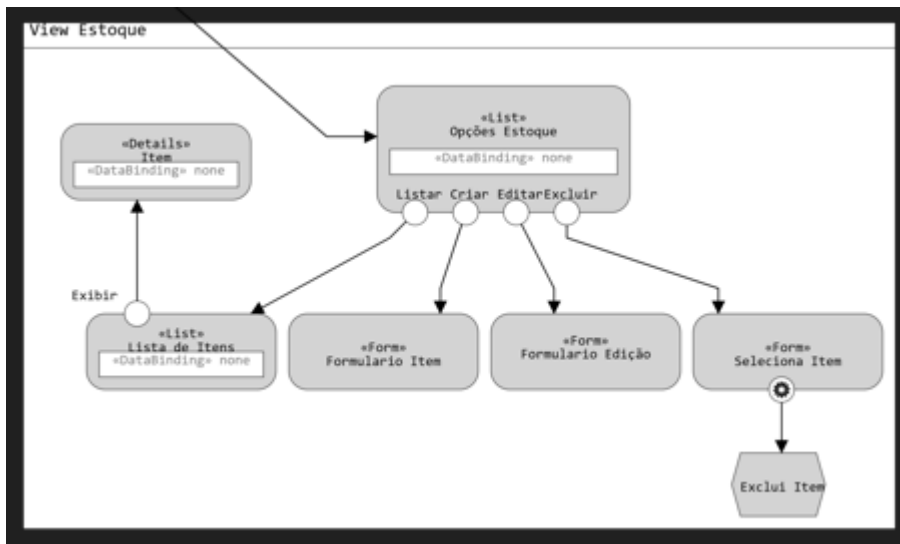 View Estoque
«List»
Opções Estoque
«DataBinding» none
Listar Criar Editar Excluir
«Details»
Item
«DataBinding» none
Exibir
«List»
Lista de Itens
«DataBinding» none
«Form»
Formulario Item
«Form»
Formulario Edição
«Form»
Seleciona Item
Exclui Item